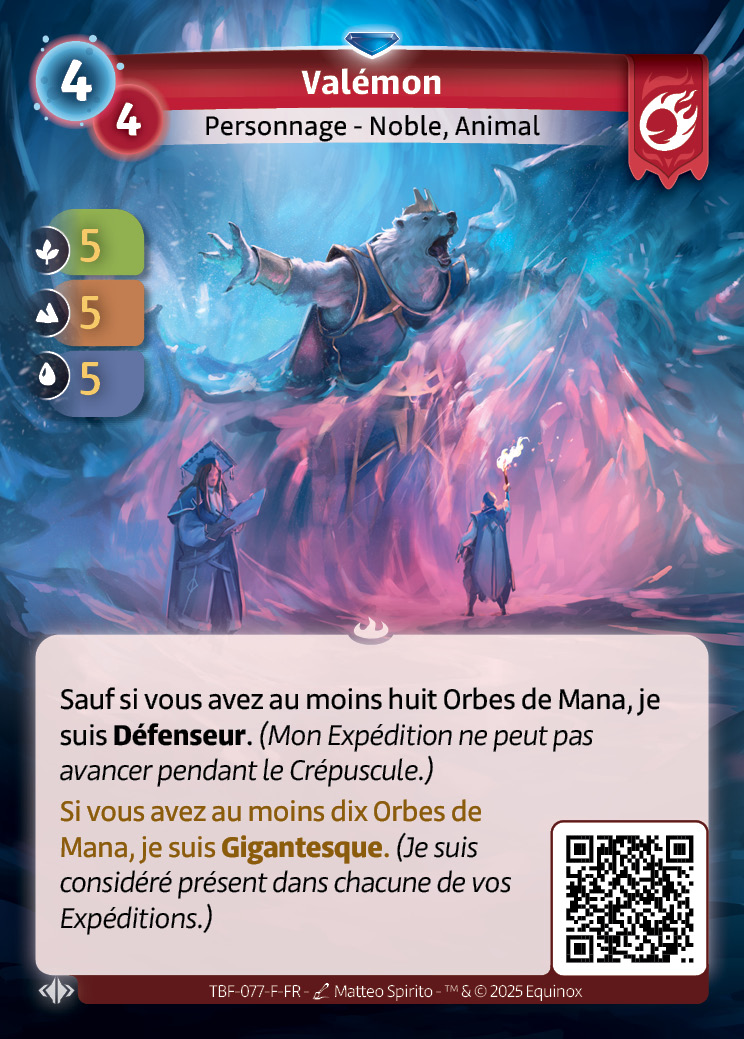 4
Valémon
4
Personnage - Noble, Animal
5
5
5
Sauf si vous avez au moins huit Orbes de Mana, je
suis Défenseur. (Mon Expédition ne peut pas
avancer pendant le Crépuscule.)
Si vous avez au moins dix Orbes de
Mana, je suis Gigantesque. (Je suis
considéré présent dans chacune de vos
Expéditions.)
TBF-077-F-FR - Matteo Spirito - ™ & © 2025 Equinox